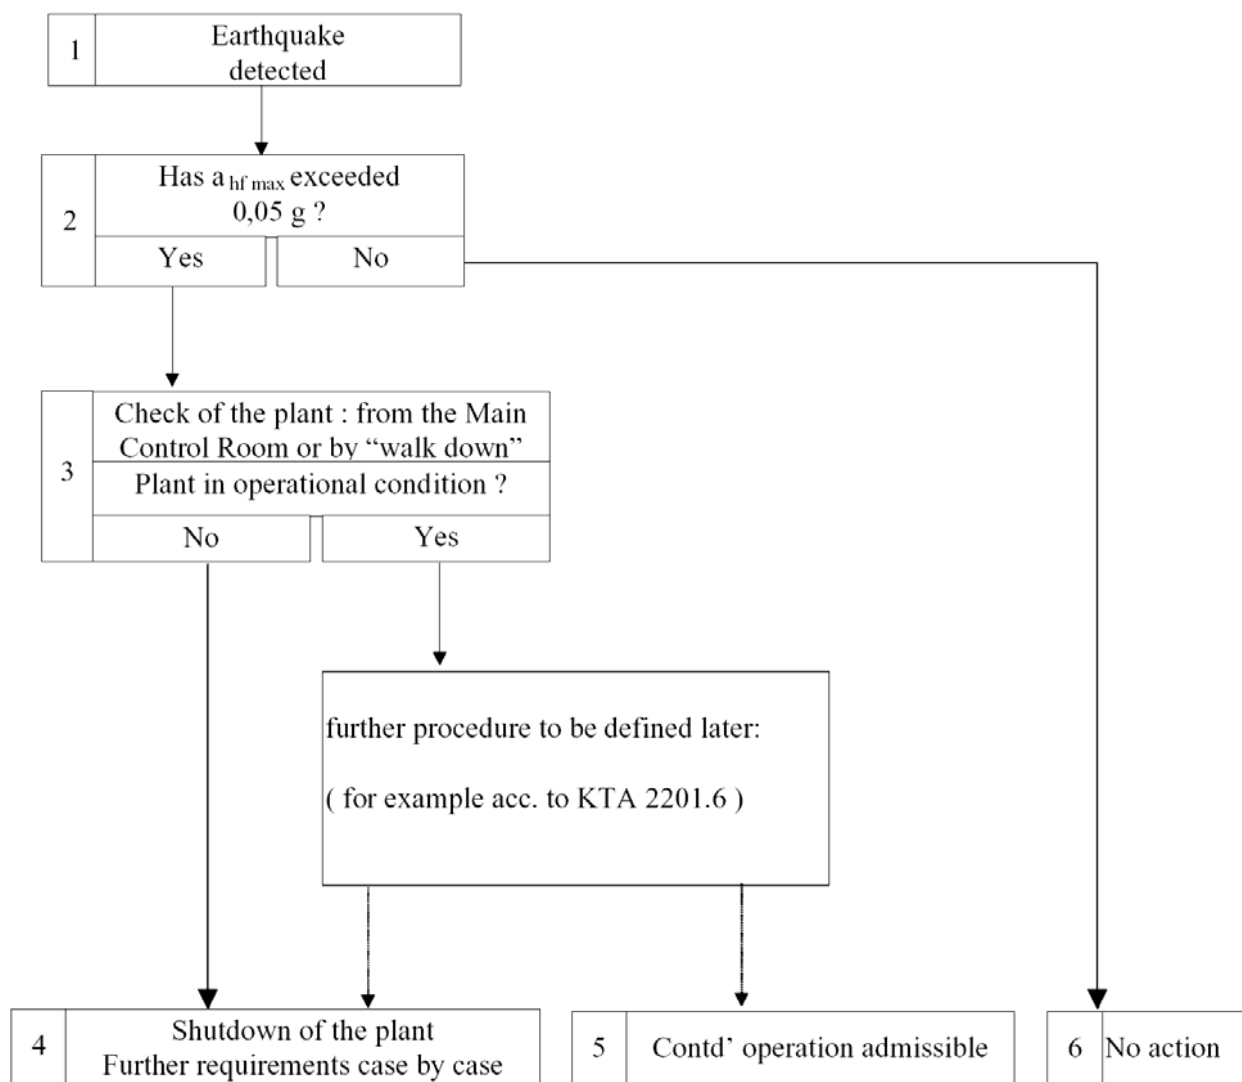 1
Earthquake
detected
2
Has a hf max exceeded
0,05 g ?
Yes
No
3
Check of the plant : from the Main
Control Room or by “walk down”
Plant in operational condition ?
No
Yes
further procedure to be defined later:
( for example acc. to KTA 2201.6 )
4
Shutdown of the plant
Further requirements case by case
5
Contd’ operation admissible
6
No action